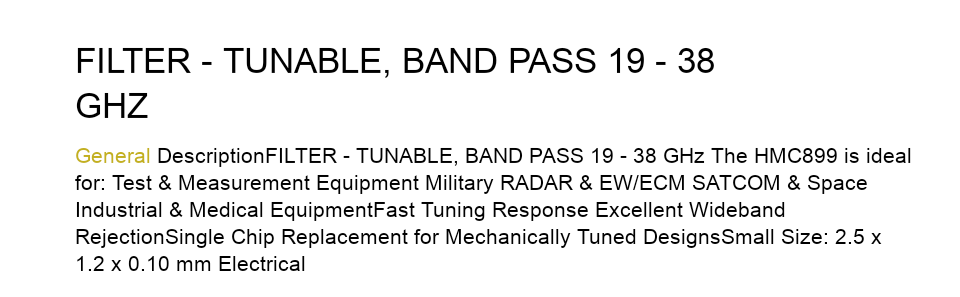 FILTER - TUNABLE, BAND PASS 19 - 38
GHZ
General DescriptionFILTER - TUNABLE, BAND PASS 19 - 38 GHz The HMC899 is ideal
for: Test & Measurement Equipment Military RADAR & EW/ECM SATCOM & Space
Industrial & Medical EquipmentFast Tuning Response Excellent Wideband
RejectionSingle Chip Replacement for Mechanically Tuned DesignsSmall Size: 2.5 x
1.2 x 0.10 mm Electrical